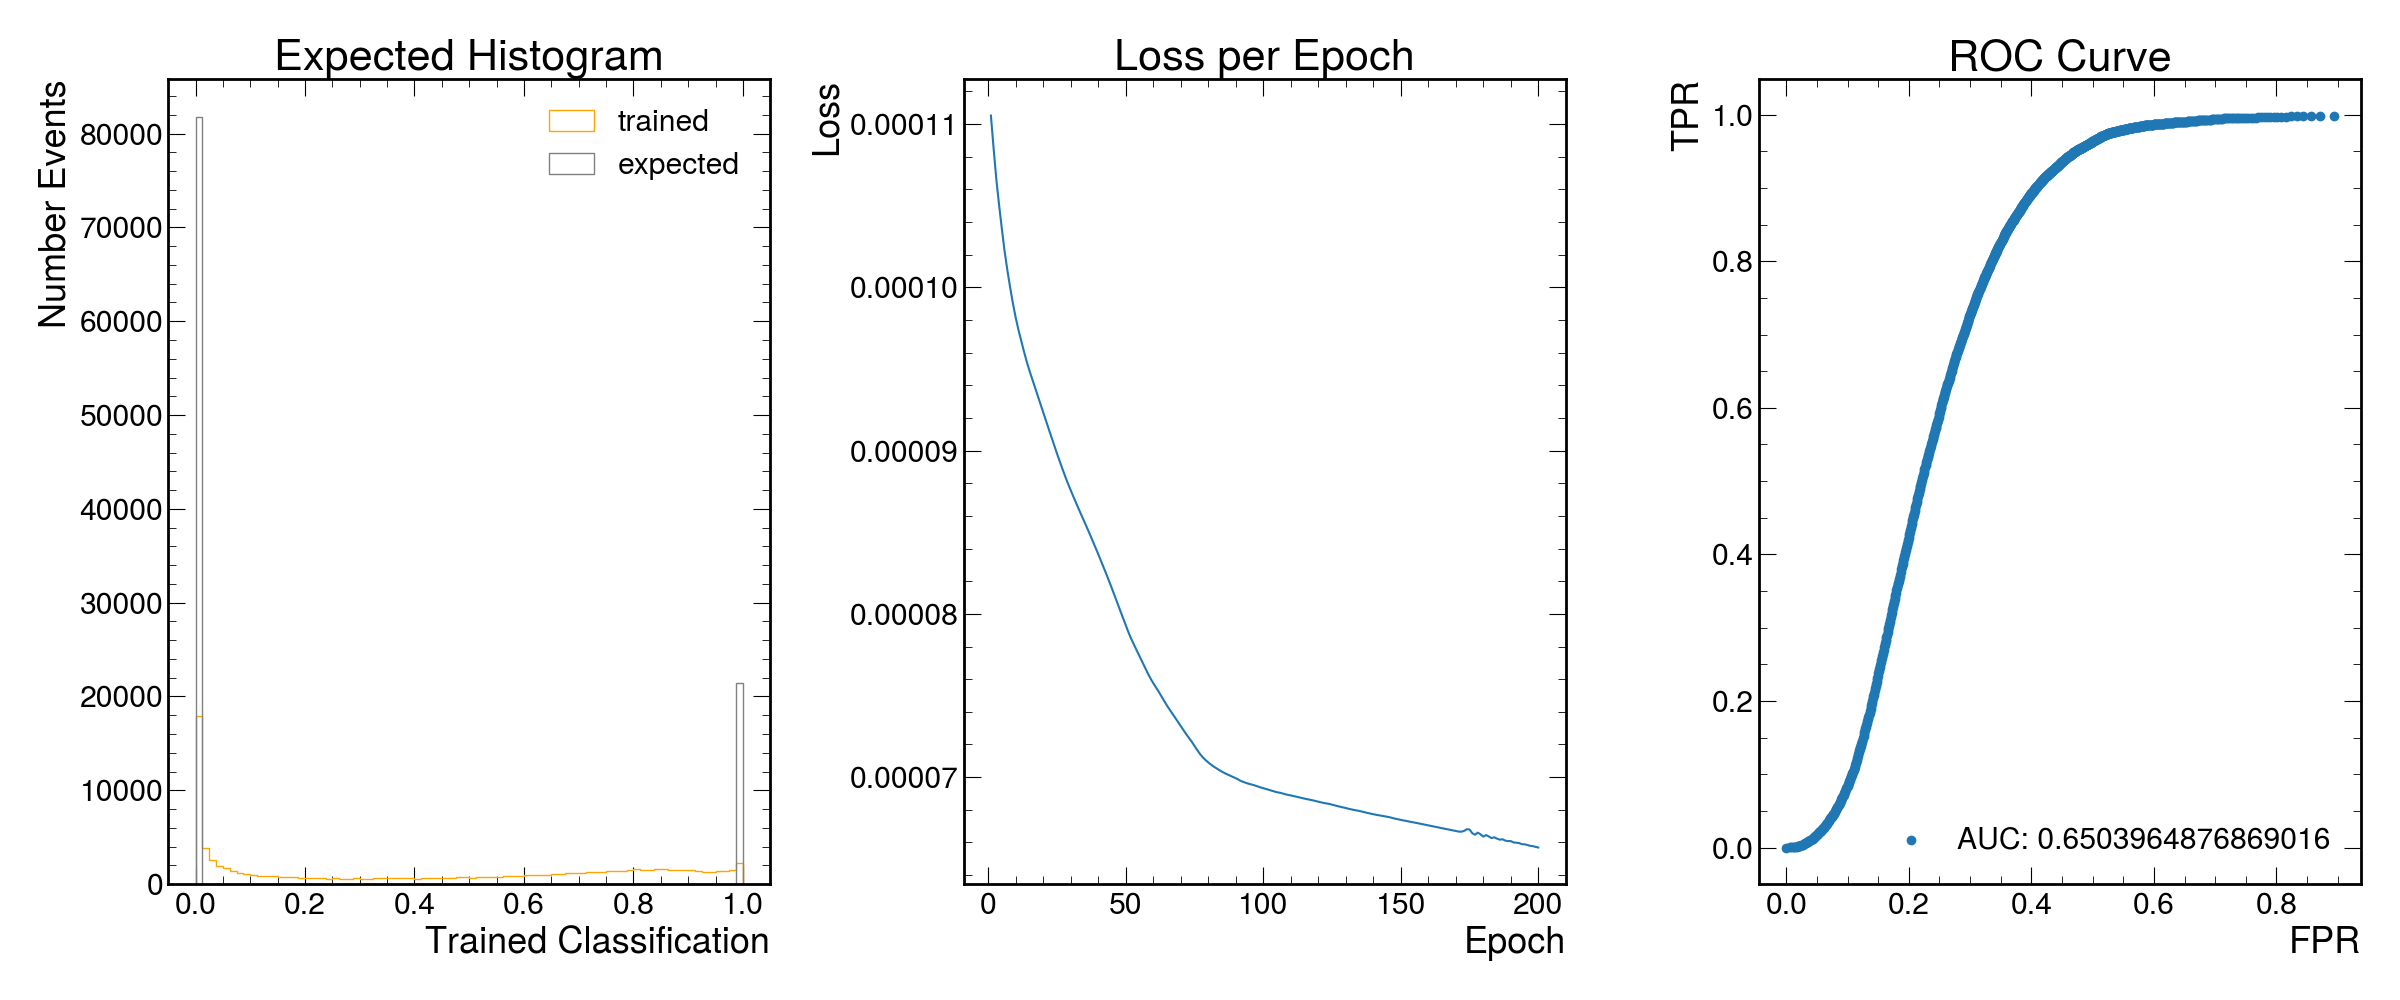 Expected Histogram
Number Events
80000
70000
60000
50000
40000
30000
20000
10000
0
0.0 0.2 0.4 0.6 0.8 1.0
Trained Classification
trained
expected
Loss per Epoch
Loss
0.00011
0.00010
0.00009
0.00008
0.00007
0 50 100 150 200
Epoch
ROC Curve
TPR
1.0
0.8
0.6
0.4
0.2
0.0
0.0 0.2 0.4 0.6 0.8
FPR
AUC: 0.6503964876869016